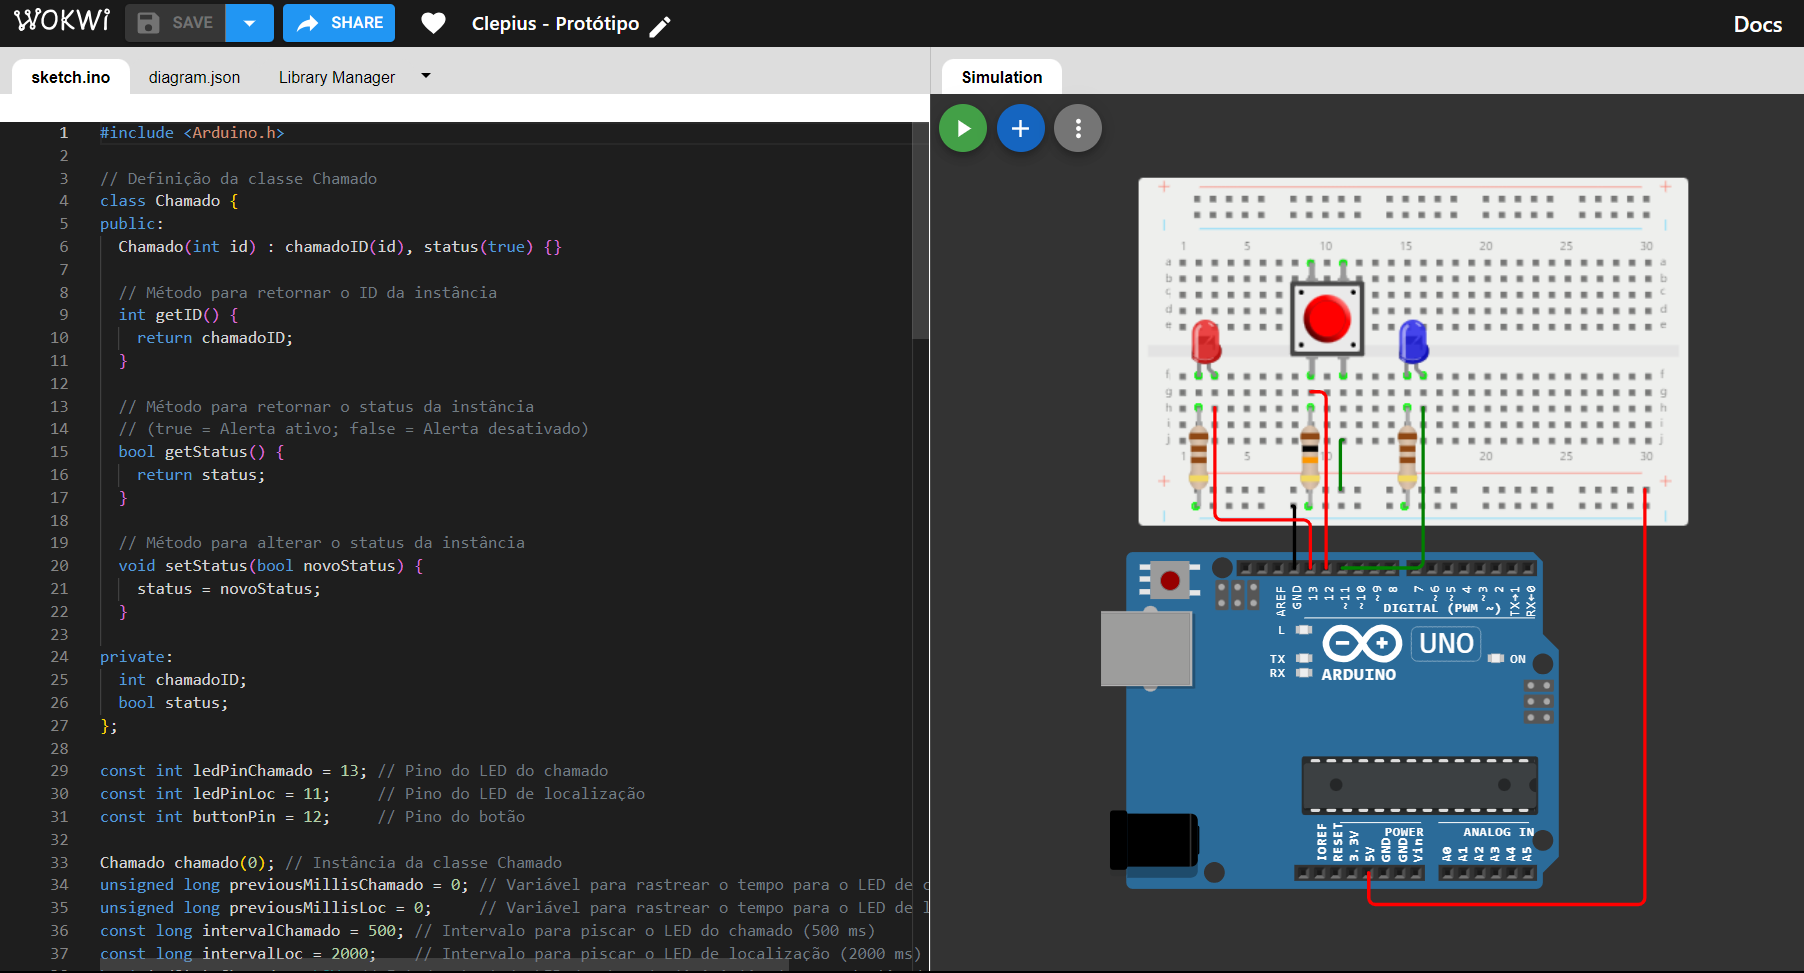 WOKWi SAVE SHARE Clepius - Protótipo Docs
sketch.ino diagram.json Library Manager
Simulation
1 #include <Arduino.h>
2
3 // Definição da classe Chamado
4 class Chamado {
5 public:
6 Chamado(int id) : chamadoID(id), status(true) {}
7
8 // Método para retornar o ID da instância
9 int getID() {
10 return chamadoID;
11 }
12
13 // Método para retornar o status da instância
14 // (true = Alerta ativo; false = Alerta desativado)
15 bool getStatus() {
16 return status;
17 }
18
19 // Método para alterar o status da instância
20 void setStatus(bool novoStatus) {
21 status = novoStatus;
22 }
23
24 private:
25 int chamadoID;
26 bool status;
27 };
28
29 const int ledPinChamado = 13; // Pino do LED do chamado
30 const int ledPinLoc = 11; // Pino do LED de localização
31 const int buttonPin = 12; // Pino do botão
32
33 Chamado chamado(0); // Instância da classe Chamado
34 unsigned long previousMillisChamado = 0; // Variável para rastrear o tempo para o LED de
35 unsigned long previousMillisLoc = 0; // Variável para rastrear o tempo para o LED de
36 const long intervalChamado = 500; // Intervalo para piscar o LED do chamado (500 ms)
37 const long intervalLoc = 2000; // Intervalo para piscar o LED de localização (2000 ms)
1 5 10 15 20 25 30
a a
b b
c c
d d
e e
f f
g g
h h
i i
j j
1 5 10 20 25 30
AREF GND 13 12 ~11 ~10 ~9 8 7 ~6 ~5 4 ~3 2 TX→1 RX←0
DIGITAL (PWM ~)
L
TX
RX
UNO
ON
ARDUINO
IOREF RESET 3.3V 5V GND GND Vin A0 A1 A2 A3 A4 A5
POWER ANALOG IN